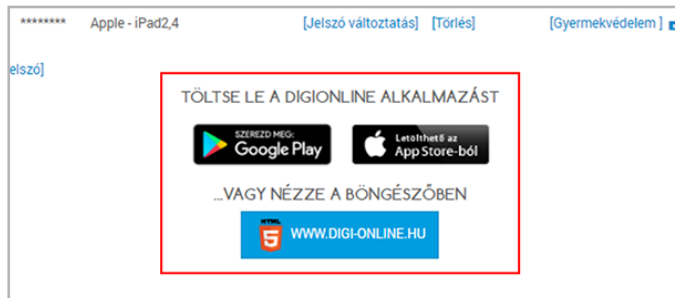 ******** Apple - iPad2,4 [Jelszó változtatás] [Törlés] [Gyermekvédelem ]
elszó]
TÖLTSE LE A DIGIONLINE ALKALMAZÁST
SZEREZD MEG:
Google Play
Letölthető az
App Store-ból
...VAGY NÉZZE A BÖNGÉSZŐBEN
HTML
5 WWW.DIGI-ONLINE.HU